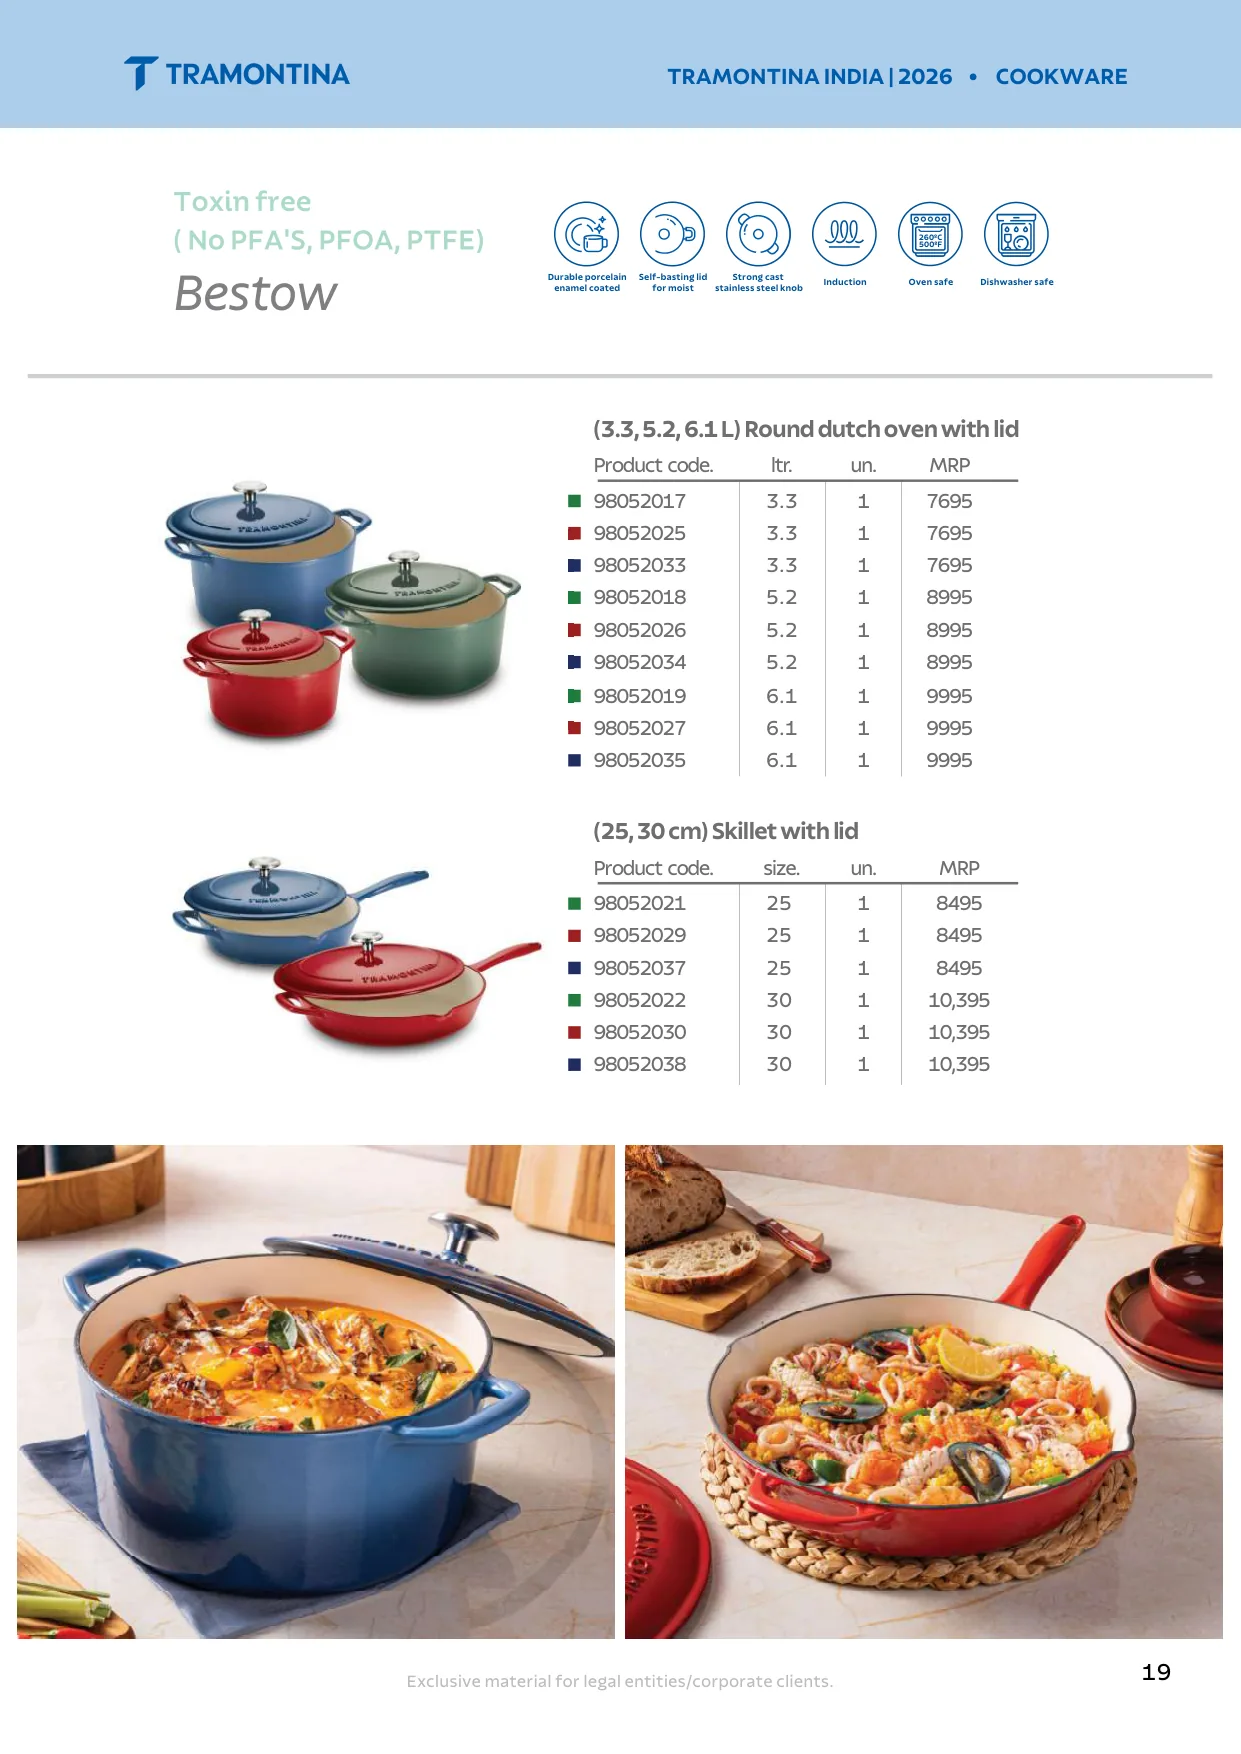 TRAMONTINA
TRAMONTINA INDIA | 2026 • COOKWARE
Toxin free
( No PFA'S, PFOA, PTFE)
Bestow
Durable porcelain
enamel coated
Self-basting lid
for moist
Strong cast
stainless steel knob
Induction
260ºC
500ºF
Oven safe
Dishwasher safe
(3.3, 5.2, 6.1 L) Round dutch oven with lid
Product code. ltr. un. MRP
98052017 3.3 1 7695
98052025 3.3 1 7695
98052033 3.3 1 7695
98052018 5.2 1 8995
98052026 5.2 1 8995
98052034 5.2 1 8995
98052019 6.1 1 9995
98052027 6.1 1 9995
98052035 6.1 1 9995
TRAMONTINA
TRAMONTINA
TRAMONTINA
(25, 30 cm) Skillet with lid
Product code. size. un. MRP
98052021 25 1 8495
98052029 25 1 8495
98052037 25 1 8495
98052022 30 1 10,395
98052030 30 1 10,395
98052038 30 1 10,395
TRAMONTINA
TRAMONTINA
Exclusive material for legal entities/corporate clients.
19